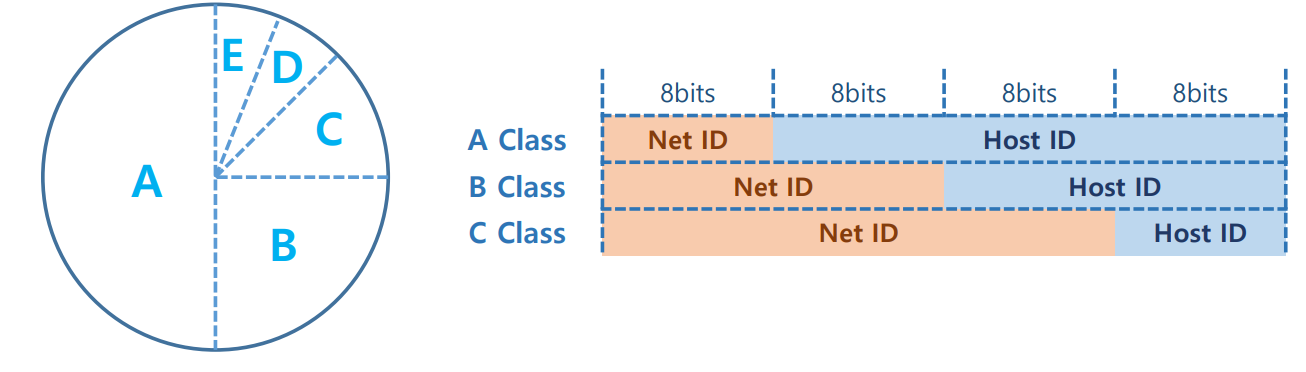 E
D
C
A
B
8bits 8bits 8bits 8bits
A Class Net ID Host ID
B Class Net ID Host ID
C Class Net ID Host ID